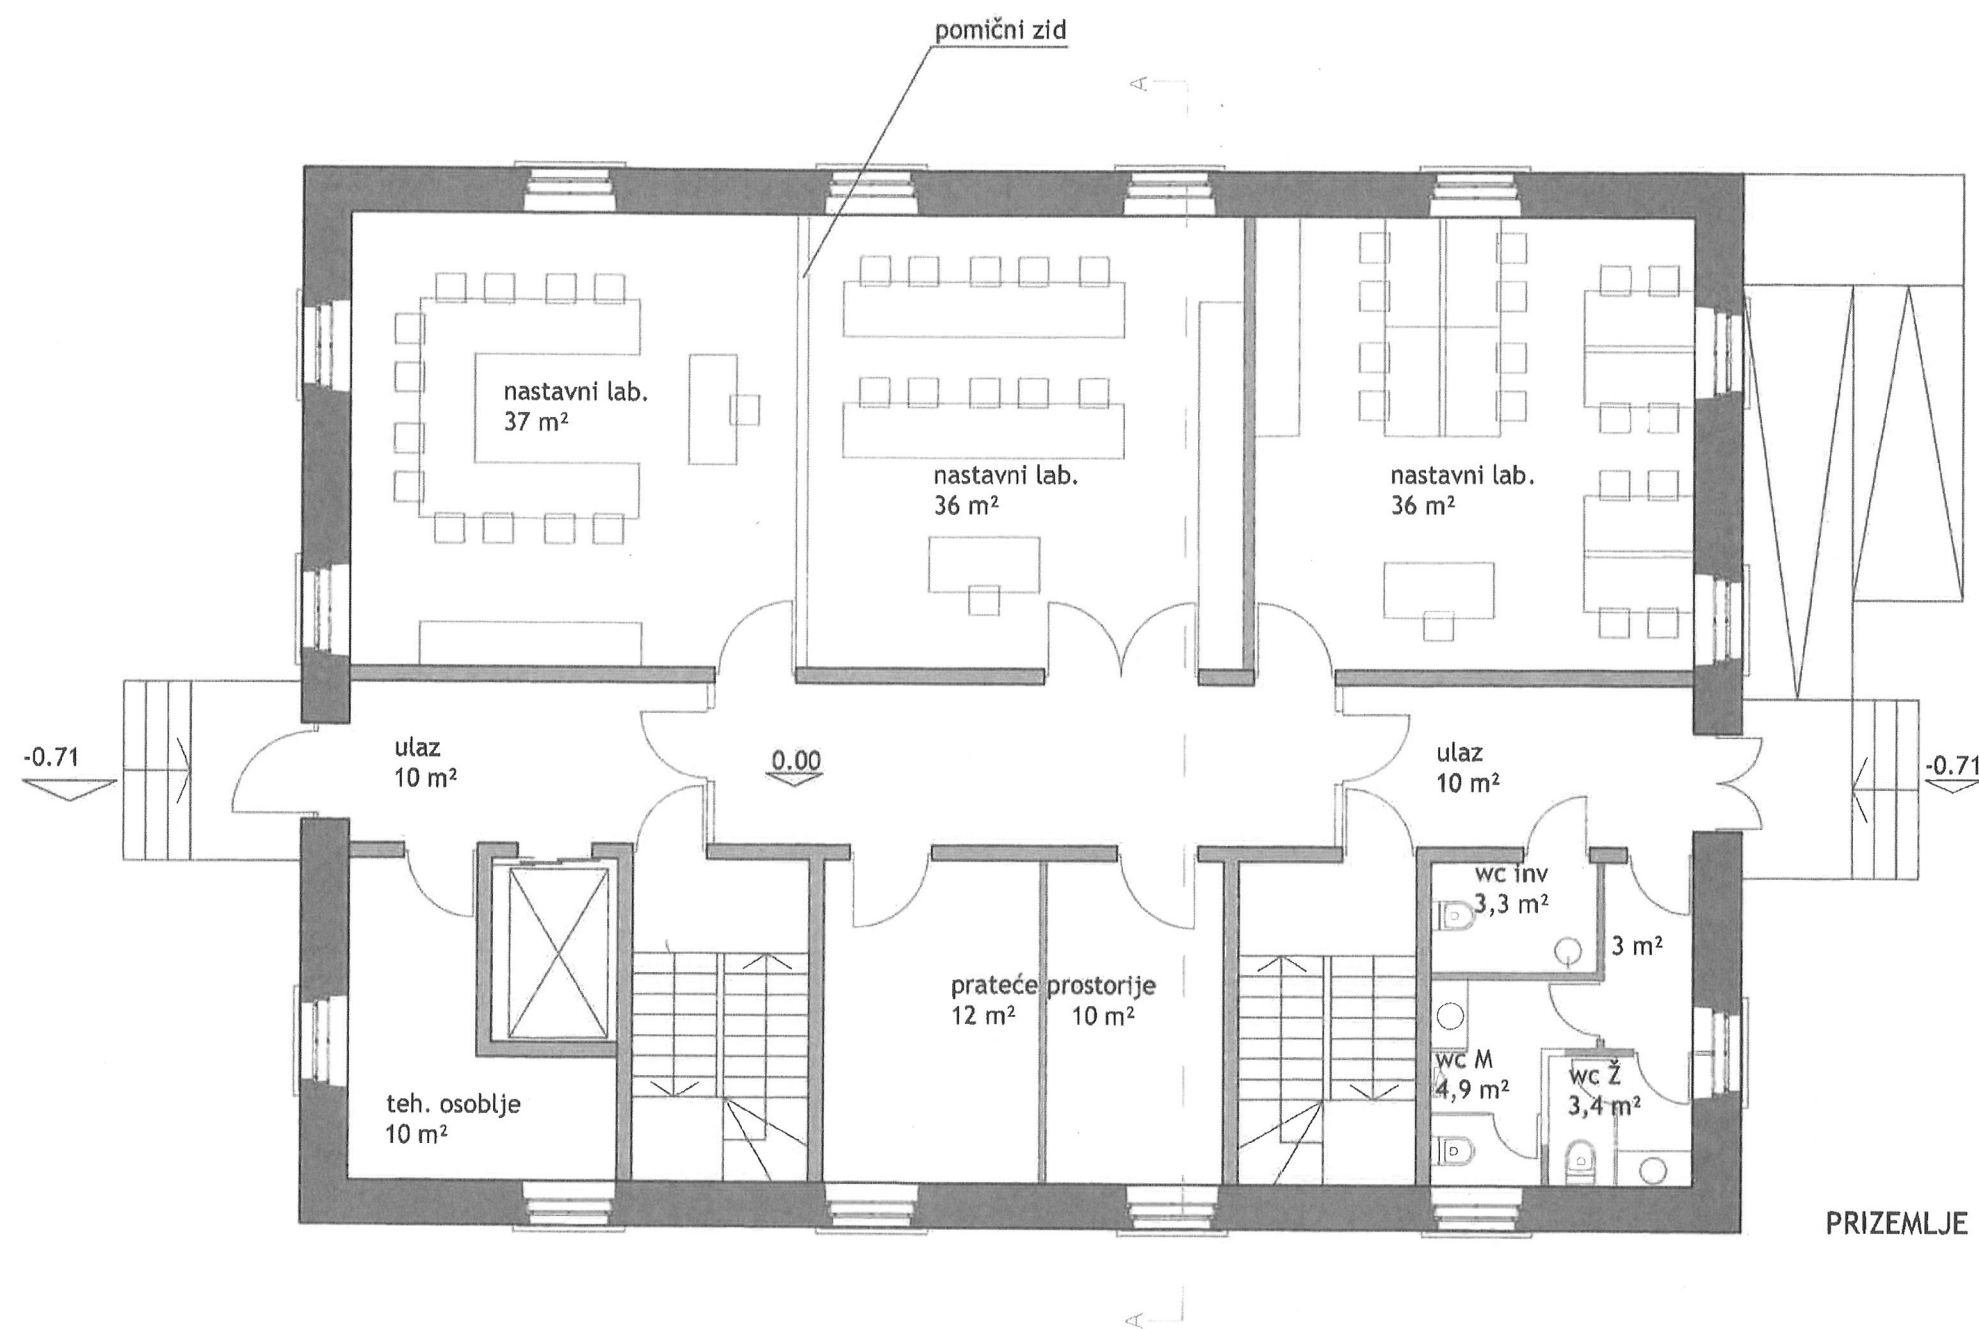 pomični zid
A
nastavni lab.
37 m²
nastavni lab.
36 m²
nastavni lab.
36 m²
-0.71
ulaz
10 m²
0.00
ulaz
10 m²
-0.71
wc inv
3,3 m²
3 m²
prateće prostorije
12 m²
10 m²
wc M
4,9 m²
wc Ž
3,4 m²
teh. osoblje
10 m²
PRIZEMLJE
A